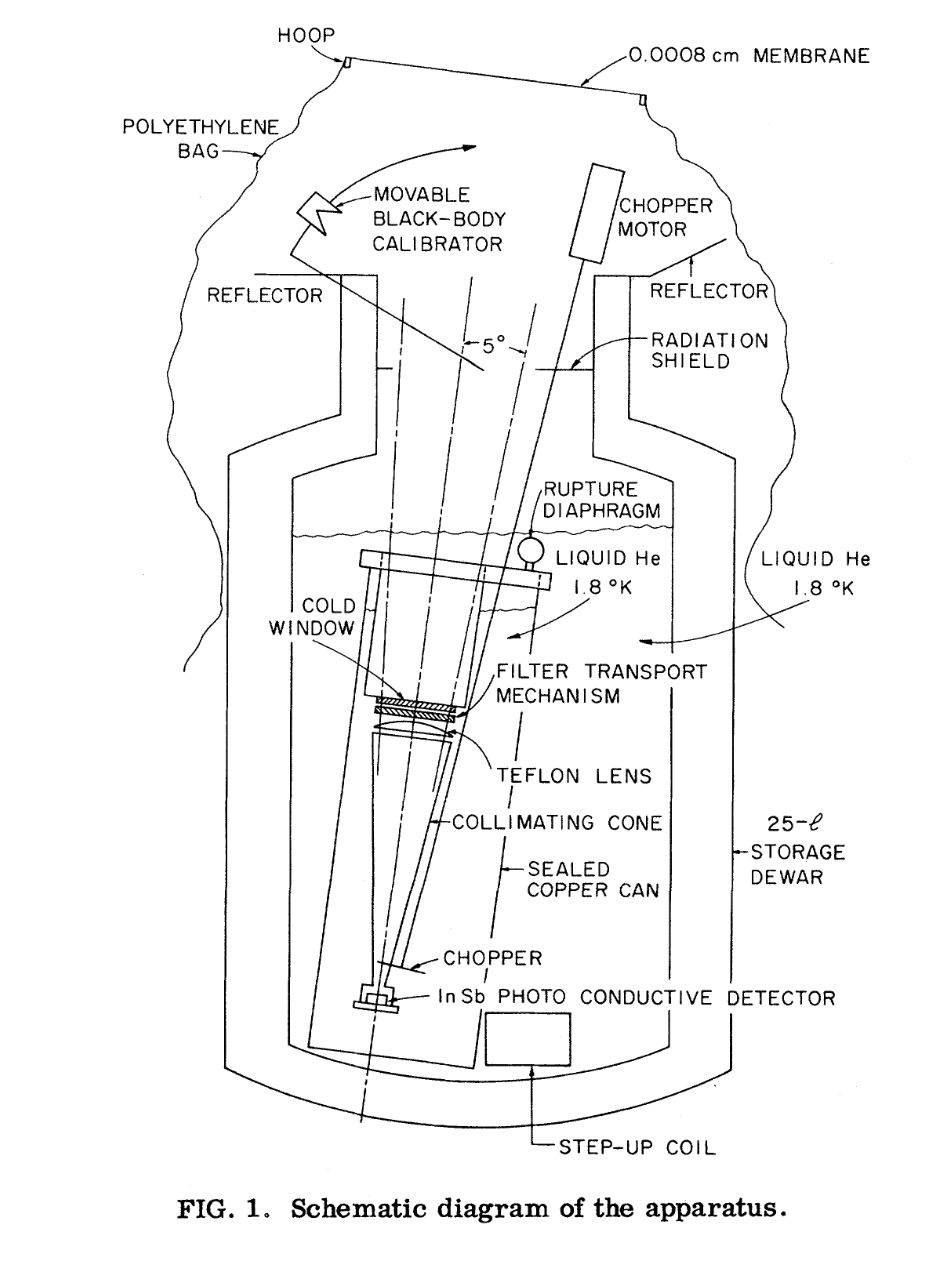 HOOP
0.0008 cm MEMBRANE
POLYETHYLENE
BAG
MOVABLE
BLACK-BODY
CALIBRATOR
CHOPPER
MOTOR
REFLECTOR
REFLECTOR
5°
RADIATION
SHIELD
RUPTURE
DIAPHRAGM
LIQUID He
1.8 °K
LIQUID He
1.8 °K
COLD
WINDOW
FILTER TRANSPORT
MECHANISM
TEFLON LENS
COLLIMATING CONE
25-ℓ
STORAGE
DEWAR
SEALED
COPPER CAN
CHOPPER
InSb PHOTO CONDUCTIVE DETECTOR
STEP-UP COIL
FIG. 1. Schematic diagram of the apparatus.